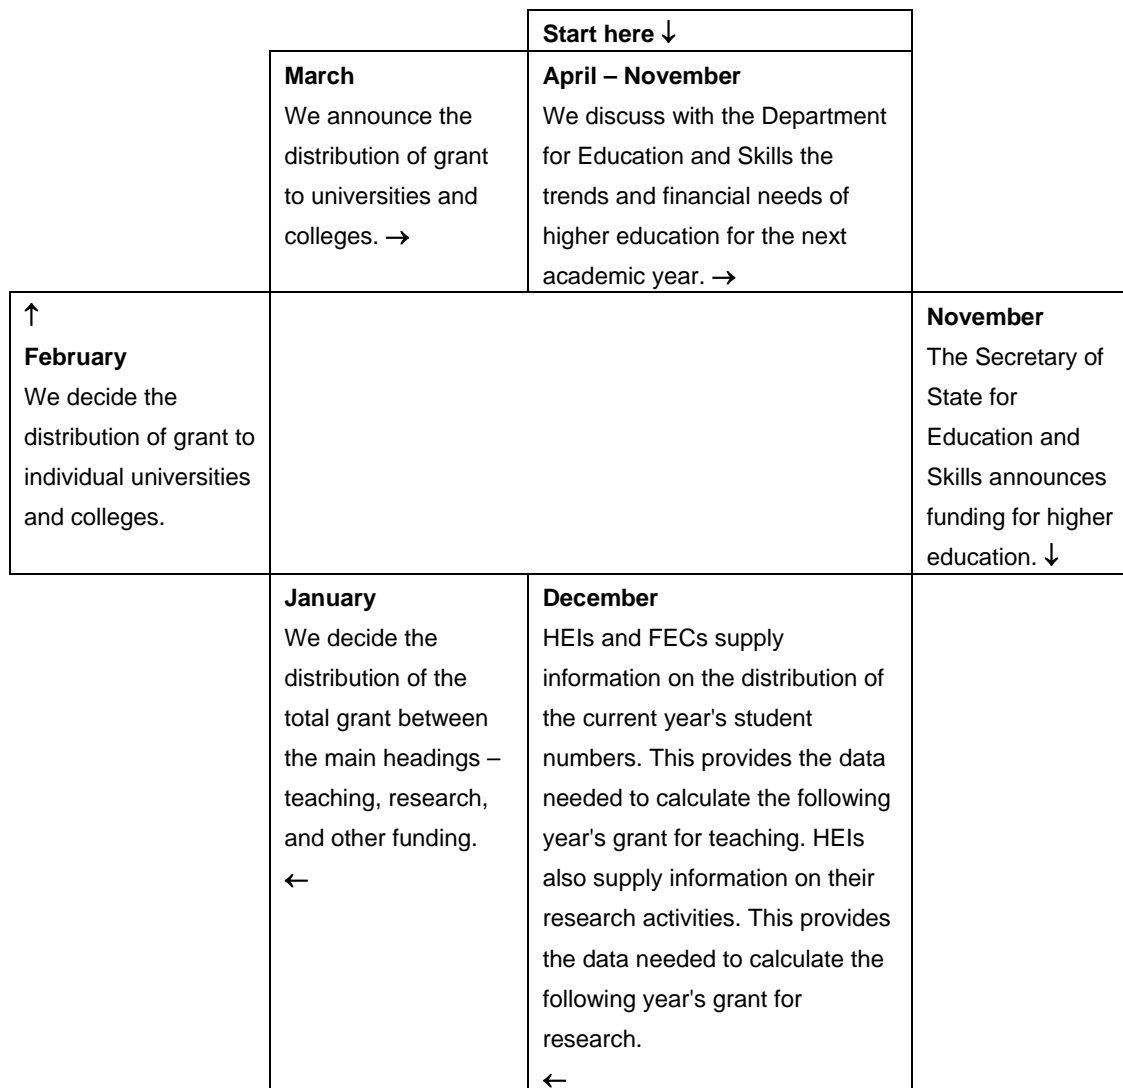 Start here ↓
March
We announce the
distribution of grant
to universities and
colleges. →
April – November
We discuss with the Department
for Education and Skills the
trends and financial needs of
higher education for the next
academic year. →
↑
February
We decide the
distribution of grant to
individual universities
and colleges.
November
The Secretary of
State for
Education and
Skills announces
funding for higher
education. ↓
January
We decide the
distribution of the
total grant between
the main headings –
teaching, research,
and other funding.
←
December
HEIs and FECs supply
information on the distribution of
the current year's student
numbers. This provides the data
needed to calculate the following
year's grant for teaching. HEIs
also supply information on their
research activities. This provides
the data needed to calculate the
following year's grant for
research.
←